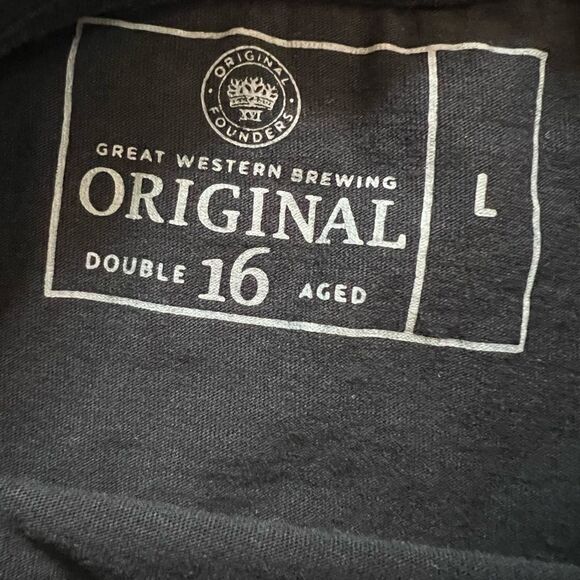 ORIGINAL
XVI
FOUNDERS
GREAT WESTERN BREWING
ORIGINAL
DOUBLE 16 AGED
L